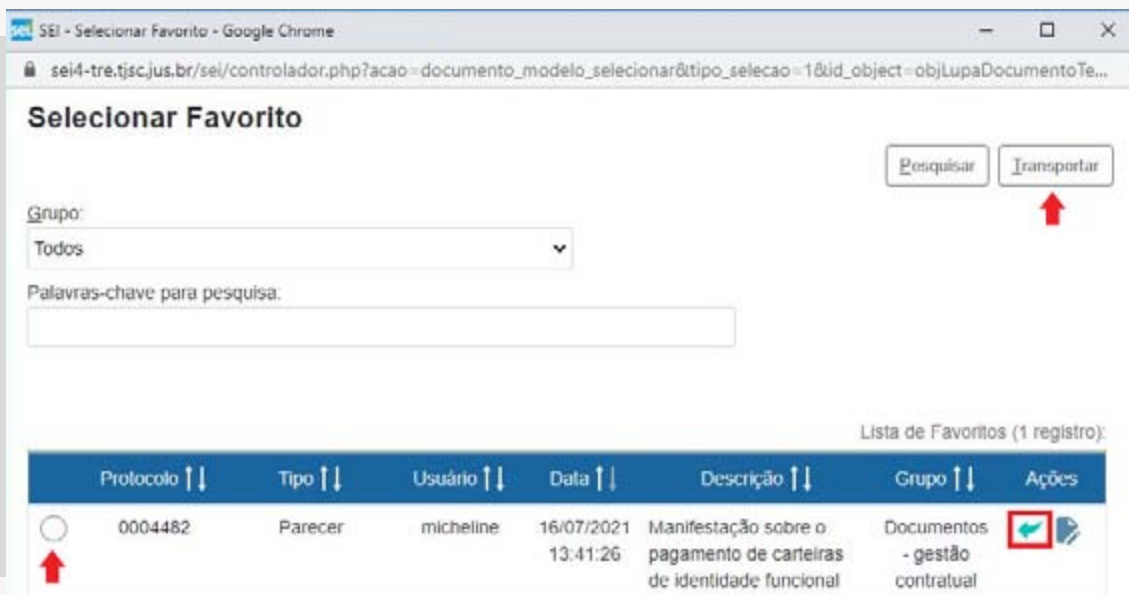 sei SEI - Selecionar Favorito - Google Chrome
sei4-tre.tjsc.jus.br/sei/controlador.php?acao=documento_modelo_selecionar&tipo_selecao=1&id_object=objLupaDocumentoTe...
Selecionar Favorito
Pesquisar Transportar
Grupo:
Todos
Palavras-chave para pesquisa:
Lista de Favoritos (1 registro):
Protocolo Tipo Usuário Data Descrição Grupo Ações
0004482 Parecer micheline 16/07/2021 Manifestação sobre o Documentos
13:41:26 pagamento de carteiras - gestão
de identidade funcional contratual